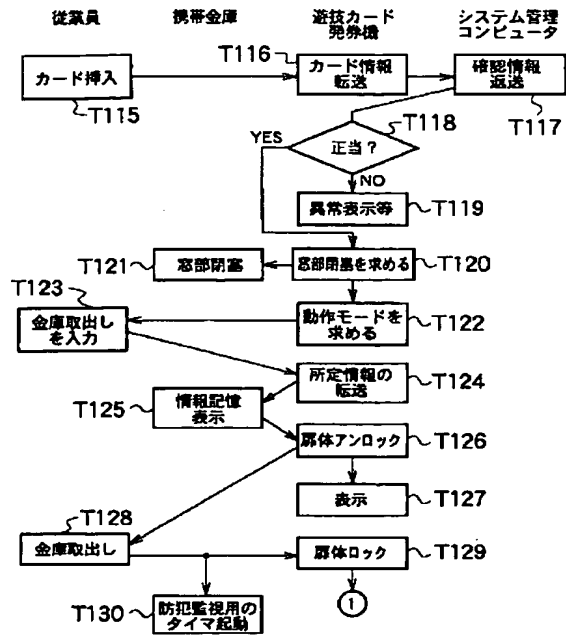 従業員
携帯金庫
遊技カード
発券機
システム管理
コンピュータ
カード挿入
T115
T116
カード情報
転送
確認情報
返送
T117
T118
正当？
YES
NO
異常表示等
T119
窓部閉塞を求める
T120
T121
窓部閉塞
動作モードを
求める
T122
T123
金庫取出し
を入力
所定情報の
転送
T124
T125
情報記憶
表示
扉体アンロック
T126
表示
T127
T128
金庫取出し
扉体ロック
T129
T130
防犯監視用の
タイマ起動
1